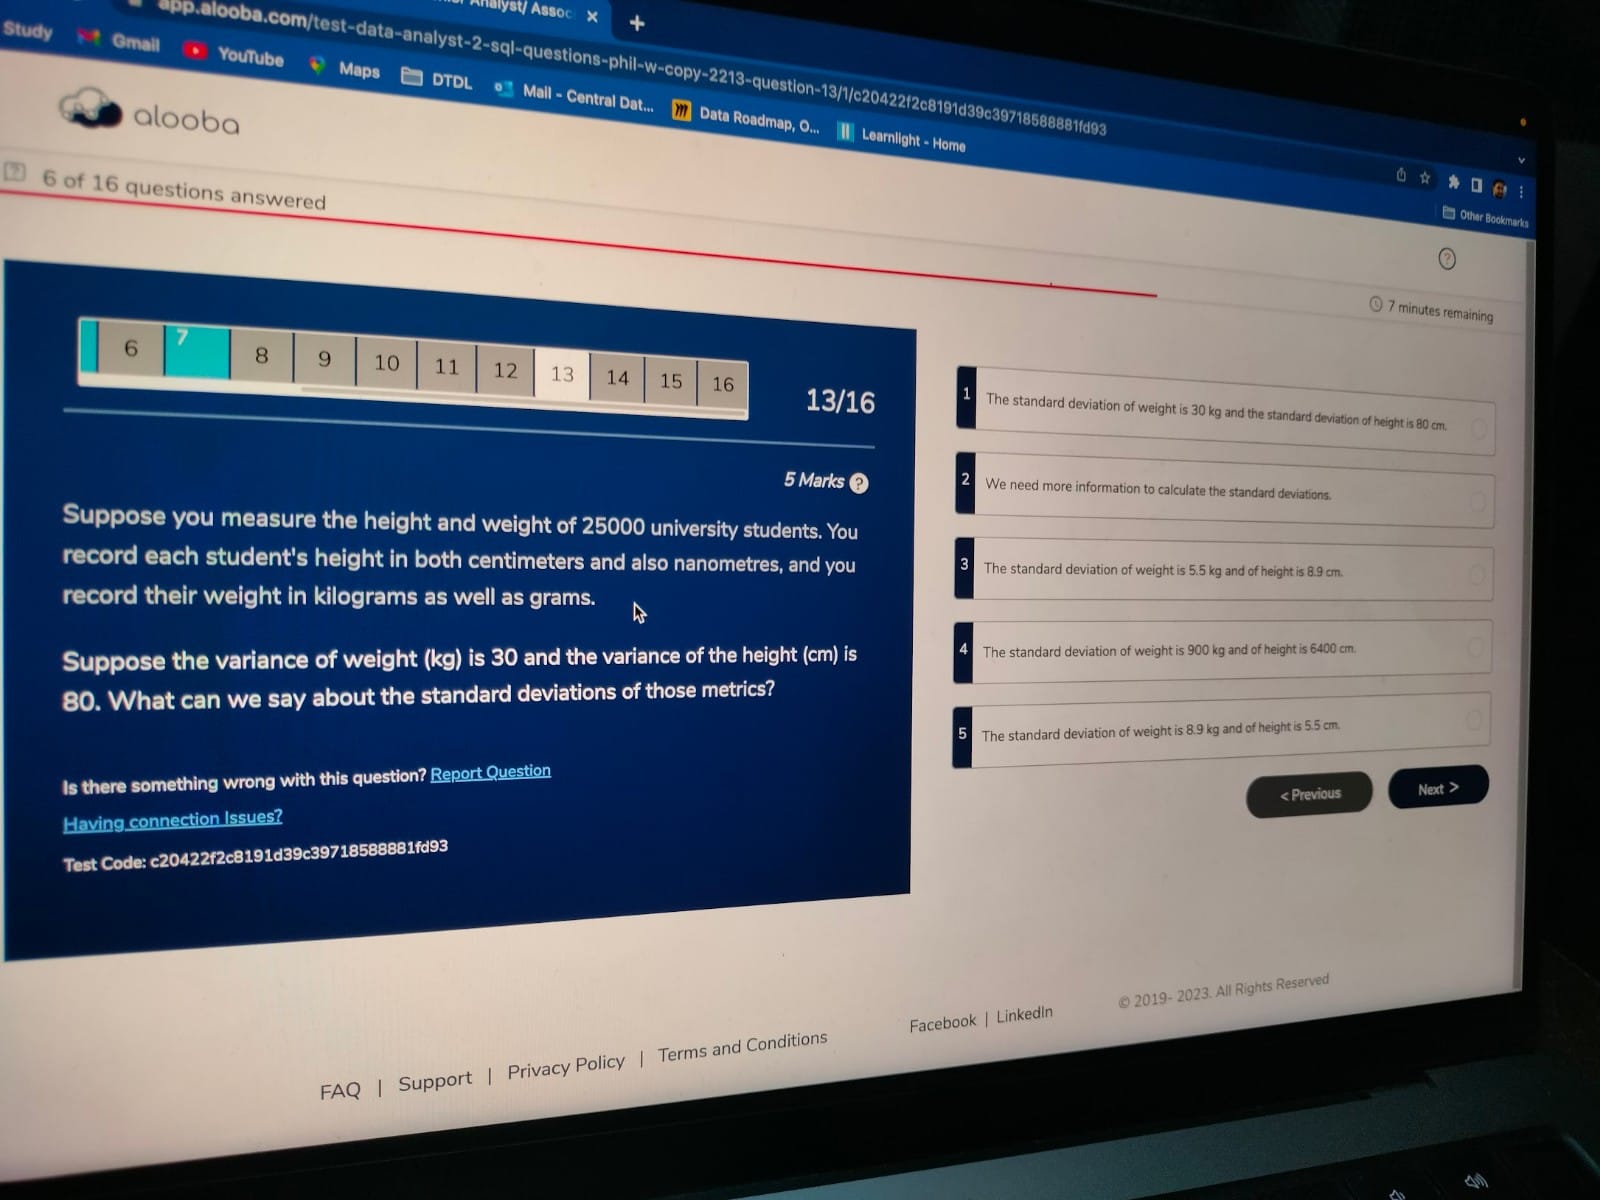 Analyst/ Assoc
app.alooba.com/test-data-analyst-2-sql-questions-phil-w-copy-2213-question-13/1/c20422f2c8191d39c39718588881fd93
Study
Gmail
YouTube
Maps
DTDL
Mail - Central Dat...
Data Roadmap, O...
Learnlight - Home
Other Bookmarks
alooba
6 of 16 questions answered
7 minutes remaining
6 7 8 9 10 11 12 13 14 15 16
13/16
5 Marks ?
Suppose you measure the height and weight of 25000 university students. You
record each student's height in both centimeters and also nanometres, and you
record their weight in kilograms as well as grams.
Suppose the variance of weight (kg) is 30 and the variance of the height (cm) is
80. What can we say about the standard deviations of those metrics?
Is there something wrong with this question? Report Question
Having connection Issues?
Test Code: c20422f2c8191d39c39718588881fd93
1 The standard deviation of weight is 30 kg and the standard deviation of height is 80 cm.
2 We need more information to calculate the standard deviations.
3 The standard deviation of weight is 5.5 kg and of height is 8.9 cm.
4 The standard deviation of weight is 900 kg and of height is 6400 cm.
5 The standard deviation of weight is 8.9 kg and of height is 5.5 cm.
< Previous
Next >
FAQ | Support | Privacy Policy | Terms and Conditions
Facebook | LinkedIn
© 2019- 2023. All Rights Reserved